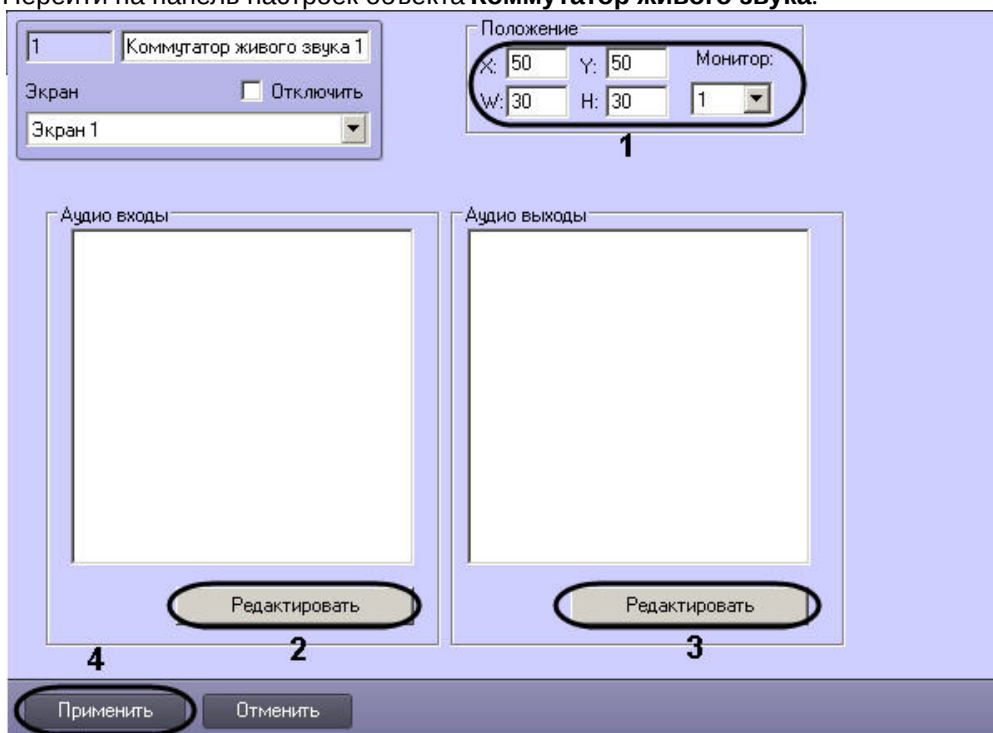 Перейти на панель настроек объекта Коммутатор живого звука.
1
Коммутатор живого звука 1
Экран
Отключить
Экран 1
Положение
X: 50 Y: 50 Монитор:
W: 30 H: 30 1
1
Аудио входы
Аудио выходы
Редактировать
Редактировать
2
3
4
Применить
Отменить